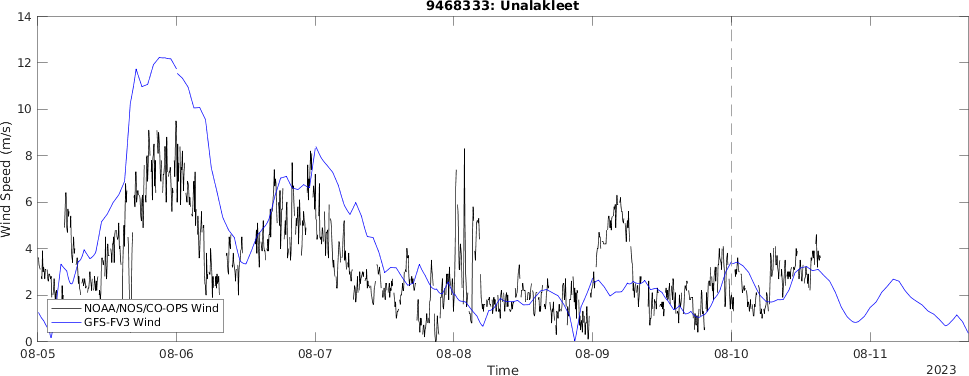 9468333: Unalakleet
Wind Speed (m/s)
14
12
10
8
6
4
2
0
NOAA/NOS/CO-OPS Wind
GFS-FV3 Wind
08-05 08-06 08-07 08-08 08-09 08-10 08-11
Time
2023